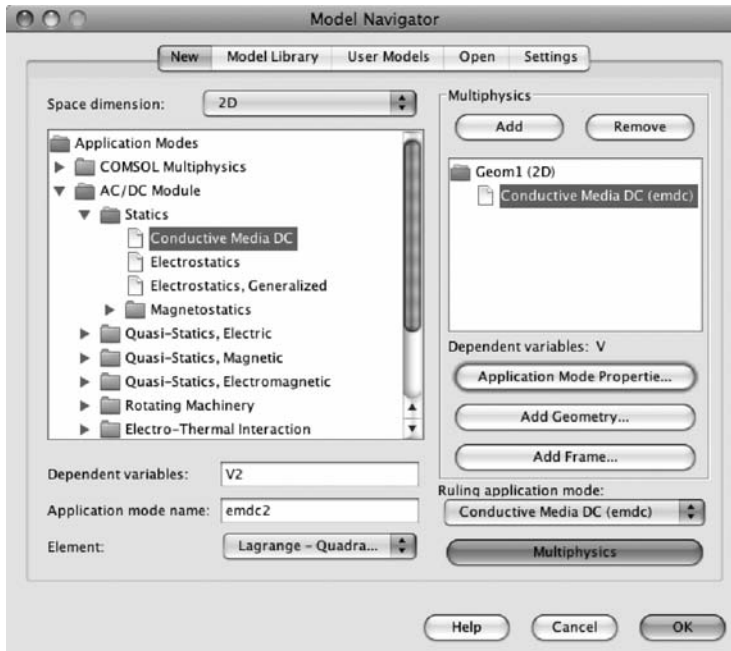 Model Navigator
New Model Library User Models Open Settings
Space dimension: 2D
Application Modes
COMSOL Multiphysics
AC/DC Module
Statics
Conductive Media DC
Electrostatics
Electrostatics, Generalized
Magnetostatics
Quasi-Statics, Electric
Quasi-Statics, Magnetic
Quasi-Statics, Electromagnetic
Rotating Machinery
Electro-Thermal Interaction
Dependent variables: V2
Application mode name: emdc2
Element: Lagrange - Quadra...
Multiphysics
Add Remove
Geom1 (2D)
Conductive Media DC (emdc)
Dependent variables: V
Application Mode Propertie...
Add Geometry...
Add Frame...
Ruling application mode:
Conductive Media DC (emdc)
Multiphysics
Help Cancel OK